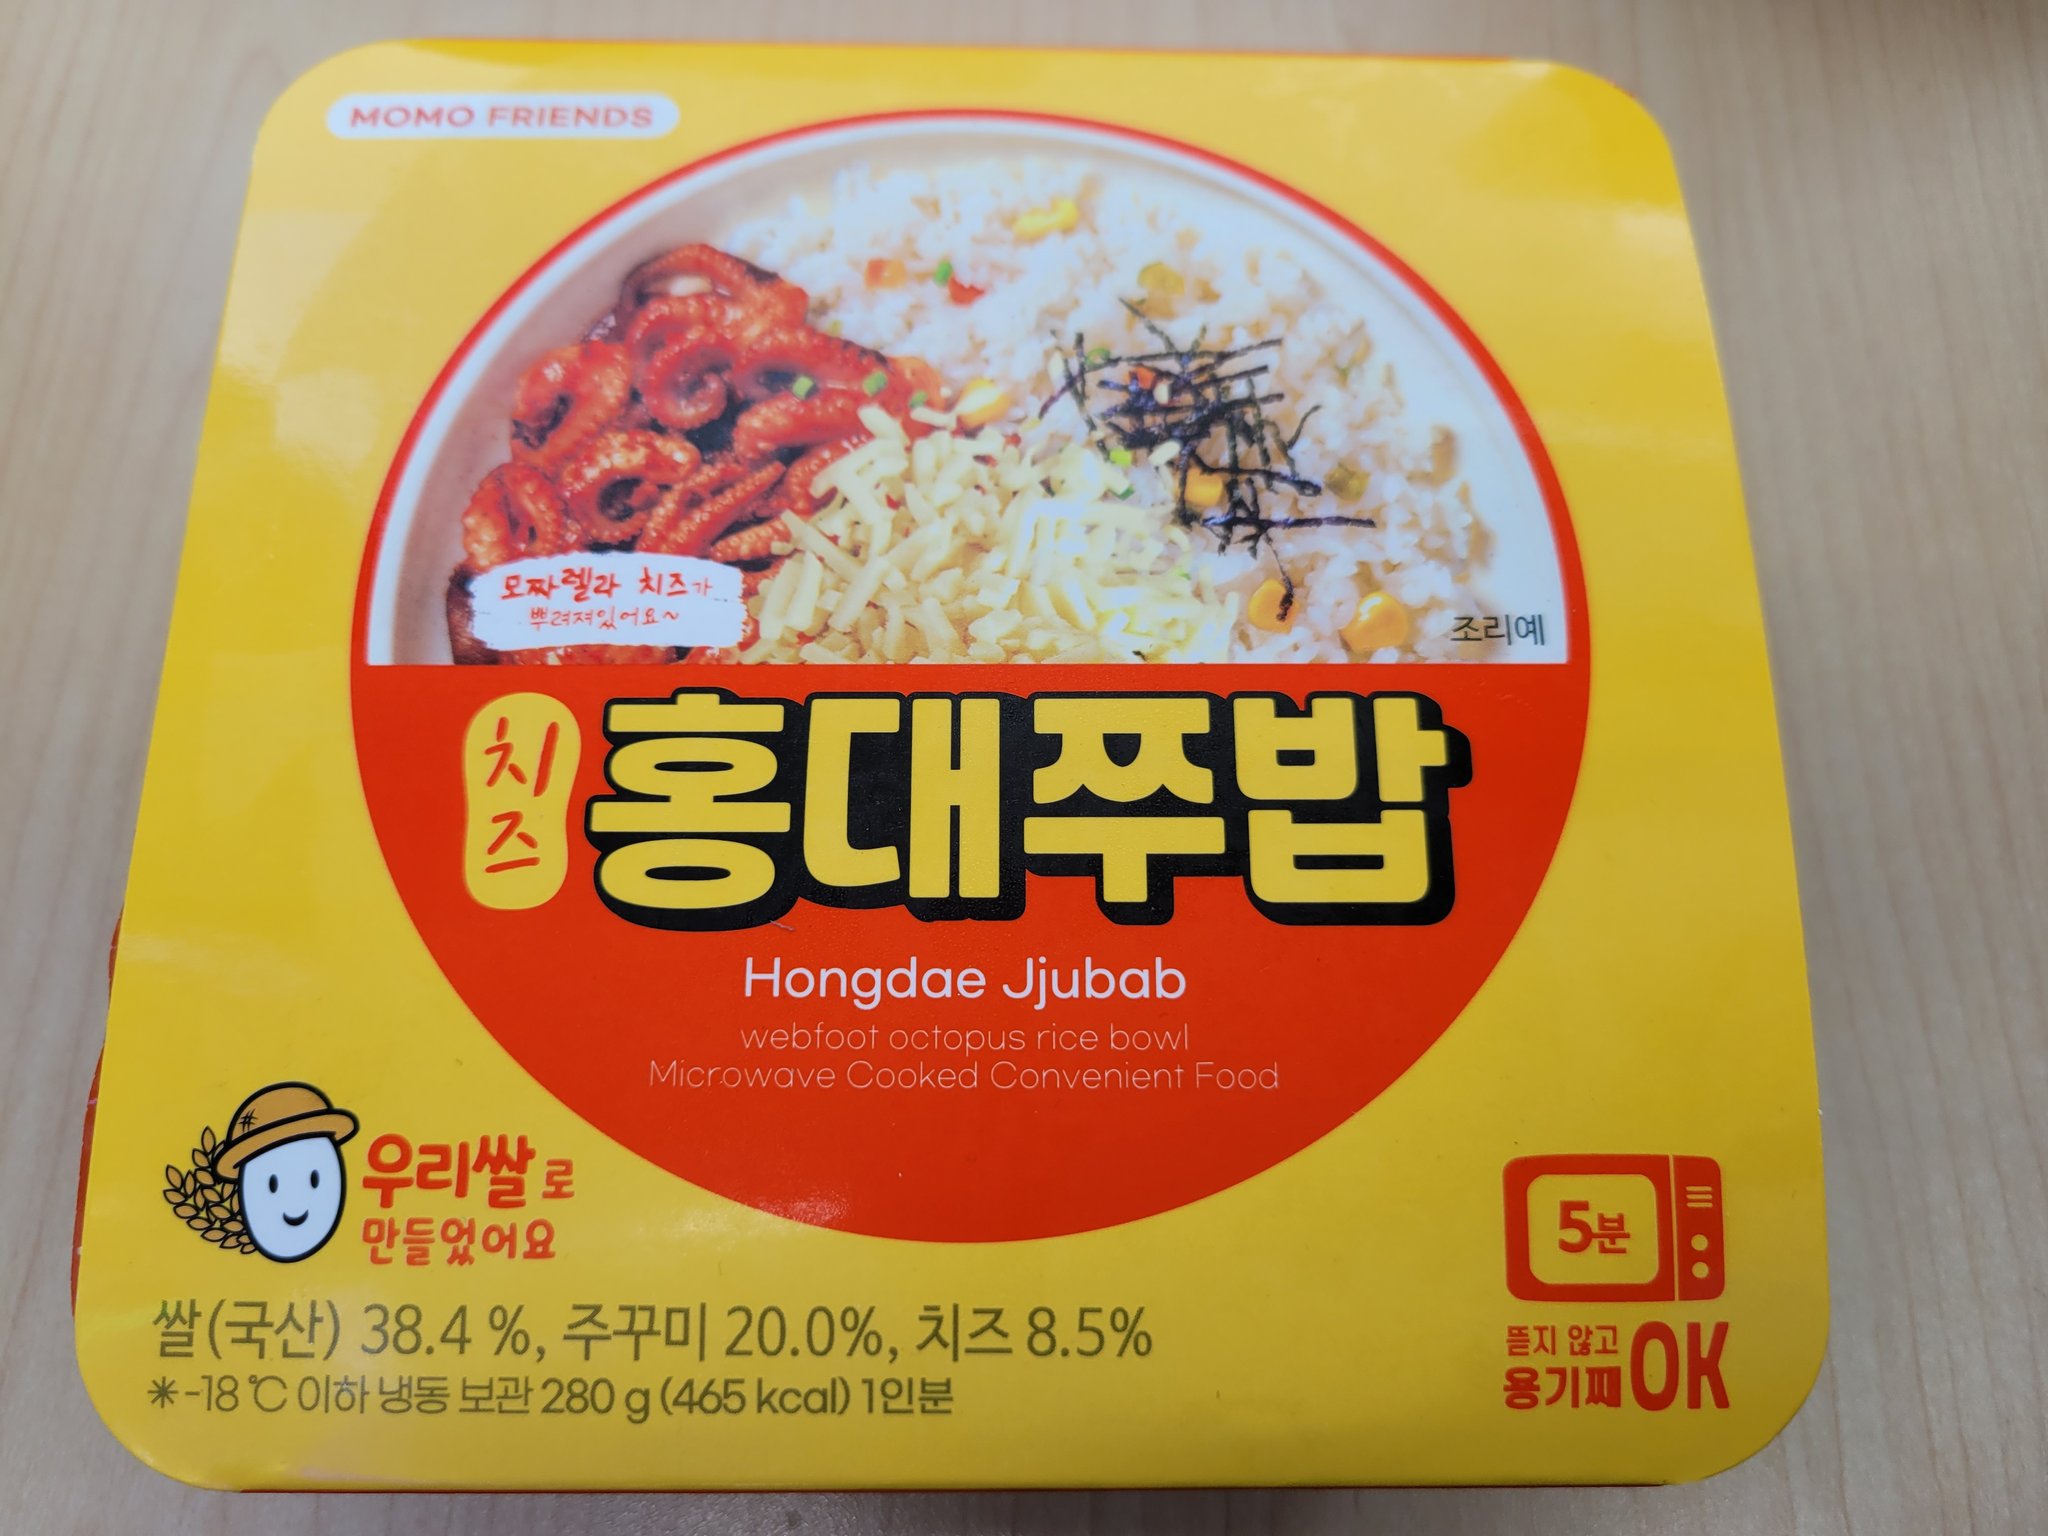 MOMO FRIENDS
모짜렐라 치즈가
뿌려져있어요~
조리예
치즈
홍대쭈밥
Hongdae Jjubab
webfoot octopus rice bowl
Microwave Cooked Convenient Food
우리쌀로
만들었어요
5분
뜯지 않고
용기째 OK
쌀(국산) 38.4 %, 주꾸미 20.0%, 치즈 8.5%
＊-18℃ 이하 냉동 보관 280 g (465 kcal) 1인분